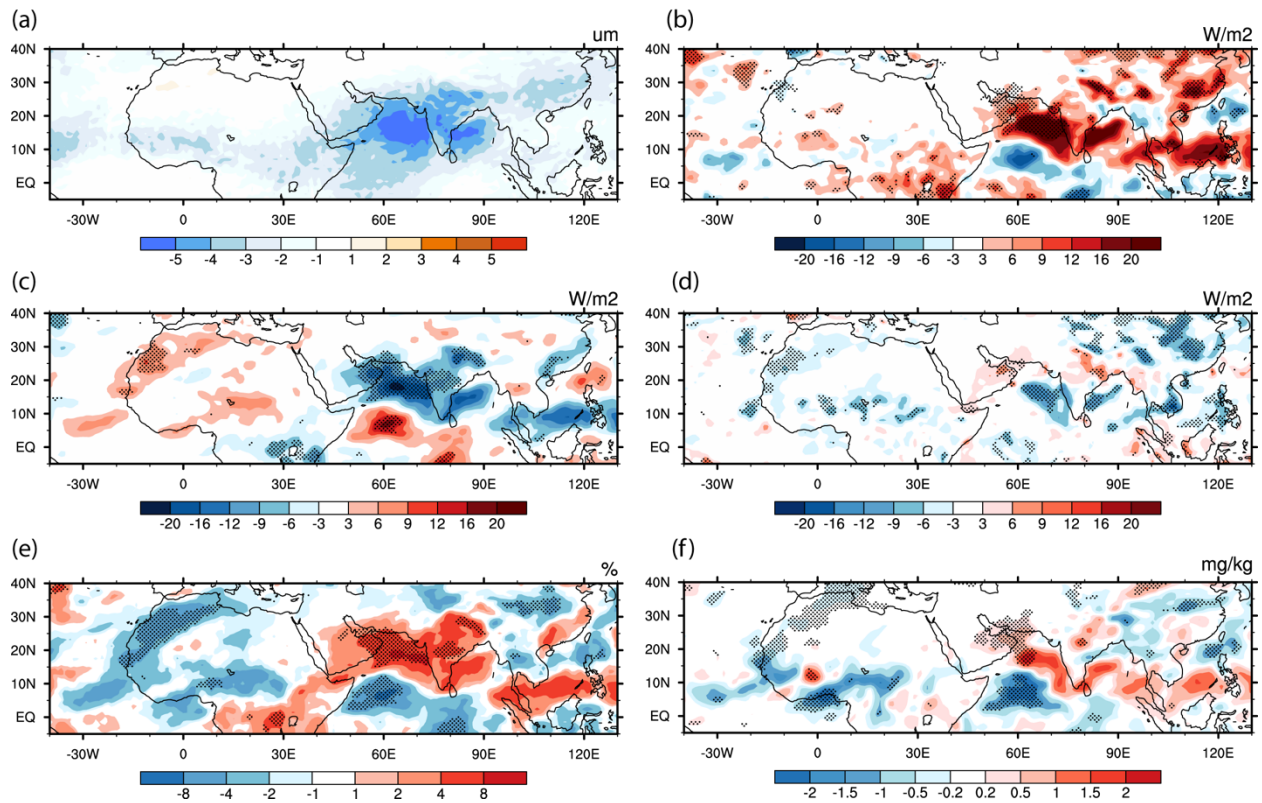 (a)
um
40N
30N
20N
10N
EQ
-30W 0 30E 60E 90E 120E
-5 -4 -3 -2 -1 1 2 3 4 5
(b)
W/m2
40N
30N
20N
10N
EQ
-30W 0 30E 60E 90E 120E
-20 -16 -12 -9 -6 -3 3 6 9 12 16 20
(c)
W/m2
40N
30N
20N
10N
EQ
-30W 0 30E 60E 90E 120E
-20 -16 -12 -9 -6 -3 3 6 9 12 16 20
(d)
W/m2
40N
30N
20N
10N
EQ
-30W 0 30E 60E 90E 120E
-20 -16 -12 -9 -6 -3 3 6 9 12 16 20
(e)
%
40N
30N
20N
10N
EQ
-30W 0 30E 60E 90E 120E
-8 -4 -2 -1 1 2 4 8
(f)
mg/kg
40N
30N
20N
10N
EQ
-30W 0 30E 60E 90E 120E
-2 -1.5 -1 -0.5 -0.2 0.2 0.5 1 1.5 2